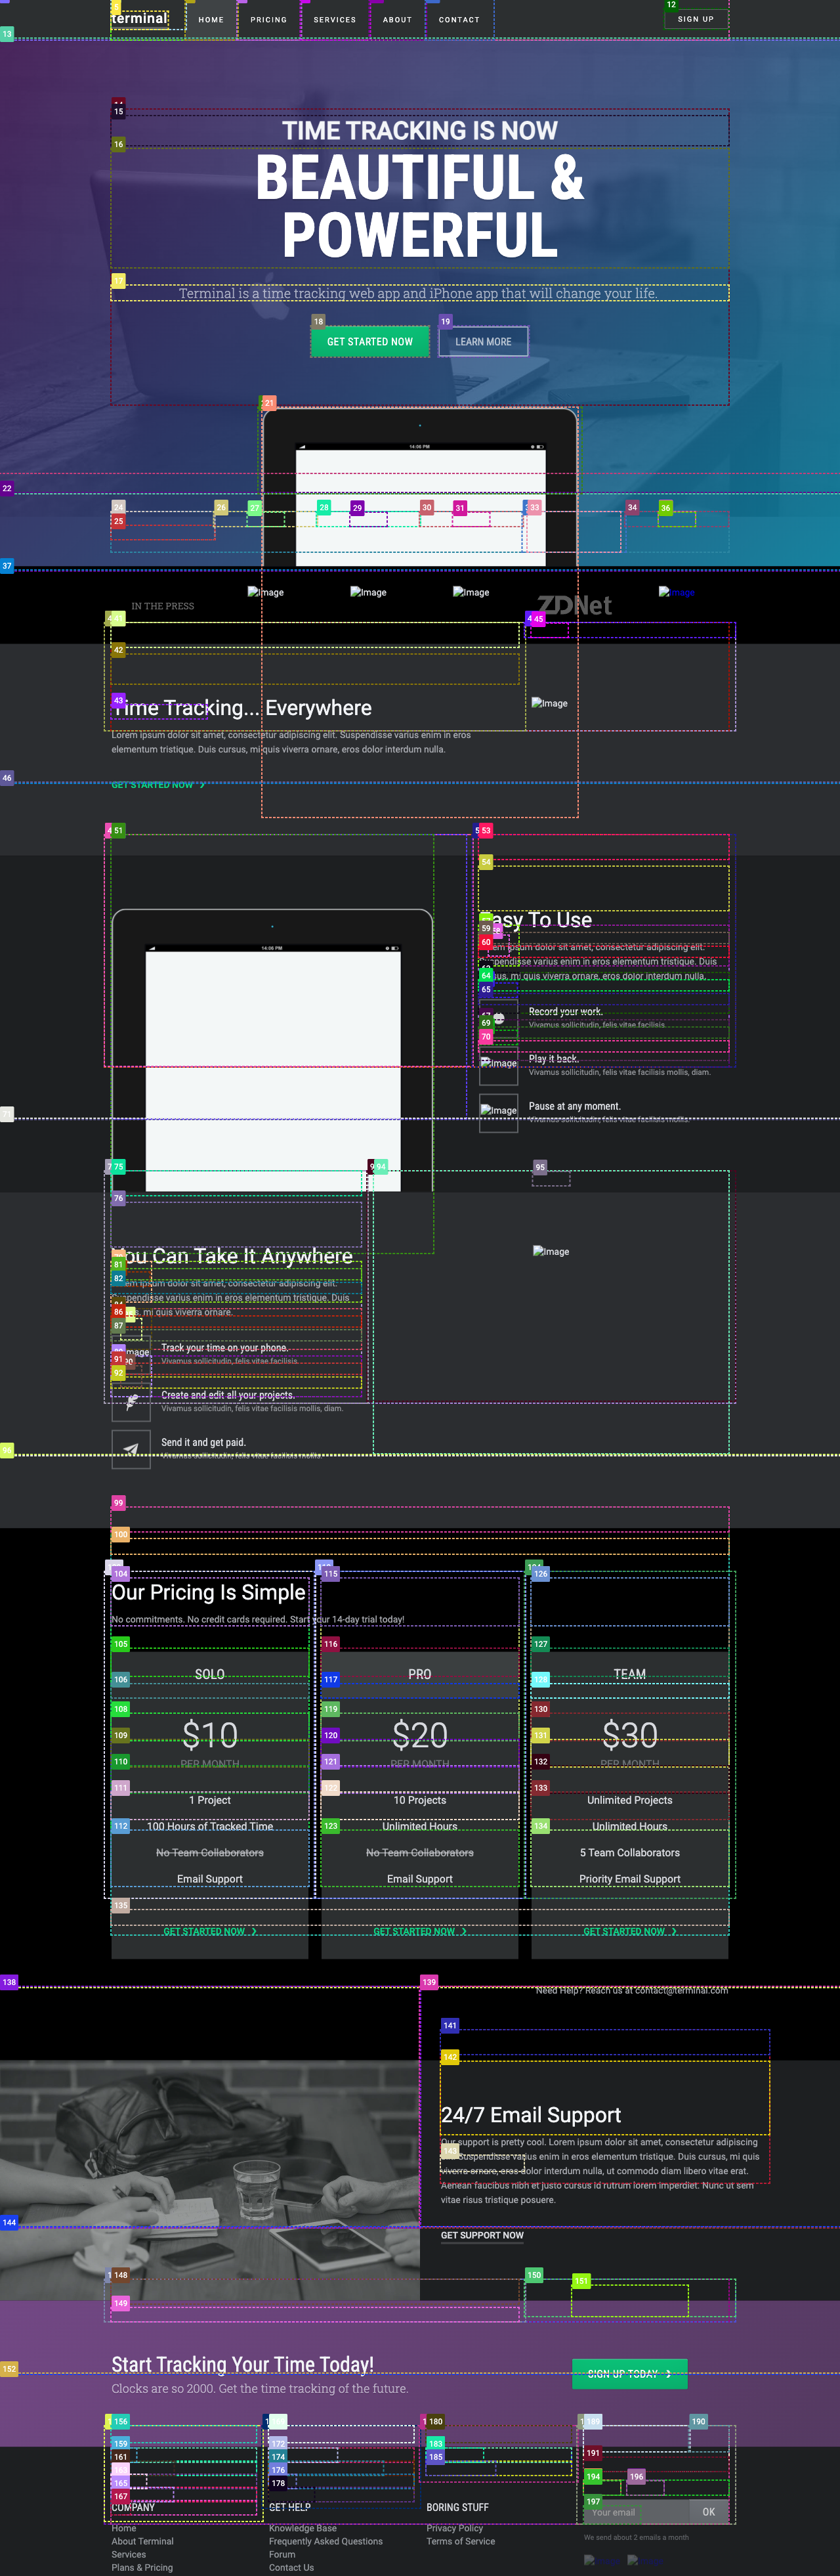 terminal
HOME
PRICING
SERVICES
ABOUT
CONTACT
SIGN UP
TIME TRACKING IS NOW
BEAUTIFUL &
POWERFUL
Terminal is a time tracking web app and iPhone app that will change your life.
GET STARTED NOW
LEARN MORE
14:06 PM
IN THE PRESS
Image
Image
Image
ZDNet
Image
Time Tracking... Everywhere
Lorem ipsum dolor sit amet, consectetur adipiscing elit. Suspendisse varius enim in eros
elementum tristique. Duis cursus, mi quis viverra ornare, eros dolor interdum nulla.
GET STARTED NOW
Image
14:06 PM
Easy To Use
Lorem ipsum dolor sit amet, consectetur adipiscing elit.
Suspendisse varius enim in eros elementum tristique. Duis
cursus, mi quis viverra ornare, eros dolor interdum nulla.
Record your work.
Vivamus sollicitudin, felis vitae facilisis
Image
Play it back.
Vivamus sollicitudin, felis vitae facilisis mollis, diam.
Image
Pause at any moment.
Vivamus sollicitudin, felis vitae facilisis mollis.
You Can Take It Anywhere
Lorem ipsum dolor sit amet, consectetur adipiscing elit.
Suspendisse varius enim in eros elementum tristique. Duis
cursus, mi quis viverra ornare.
Image
Image
Track your time on your phone.
Vivamus sollicitudin, felis vitae facilisis
Create and edit all your projects.
Vivamus sollicitudin, felis vitae facilisis mollis, diam.
Send it and get paid.
Vivamus sollicitudin, felis vitae facilisis mollis.
Our Pricing Is Simple
No commitments. No credit cards required. Start your 14-day trial today!
SOLO
$10
PER MONTH
1 Project
100 Hours of Tracked Time
No Team Collaborators
Email Support
GET STARTED NOW
PRO
$20
PER MONTH
10 Projects
Unlimited Hours
No Team Collaborators
Email Support
GET STARTED NOW
TEAM
$30
PER MONTH
Unlimited Projects
Unlimited Hours
5 Team Collaborators
Priority Email Support
GET STARTED NOW
Need Help? Reach us at contact@terminal.com
24/7 Email Support
Our support is pretty cool. Lorem ipsum dolor sit amet, consectetur adipiscing
elit. Suspendisse varius enim in eros elementum tristique. Duis cursus, mi quis
viverra ornare, eros dolor interdum nulla, ut commodo diam libero vitae erat.
Aenean faucibus nibh et justo cursus id rutrum lorem imperdiet. Nunc ut sem
vitae risus tristique posuere.
GET SUPPORT NOW
Start Tracking Your Time Today!
Clocks are so 2000. Get the time tracking of the future.
SIGN UP TODAY
COMPANY
Home
About Terminal
Services
Plans & Pricing
GET HELP
Knowledge Base
Frequently Asked Questions
Forum
Contact Us
BORING STUFF
Privacy Policy
Terms of Service
Your email
OK
We send about 2 emails a month